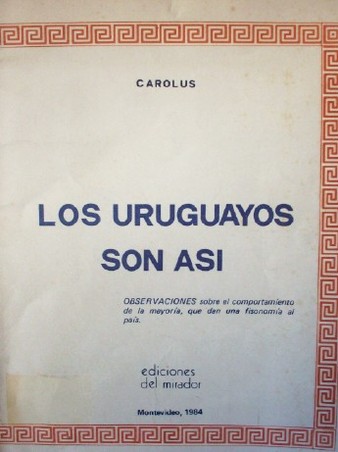 CAROLUS
LOS URUGUAYOS
SON ASI
OBSERVACIONES sobre el comportamiento
de la mayoría, que dan una fisonomía al
país.
ediciones
del mirador
Montevideo, 1984